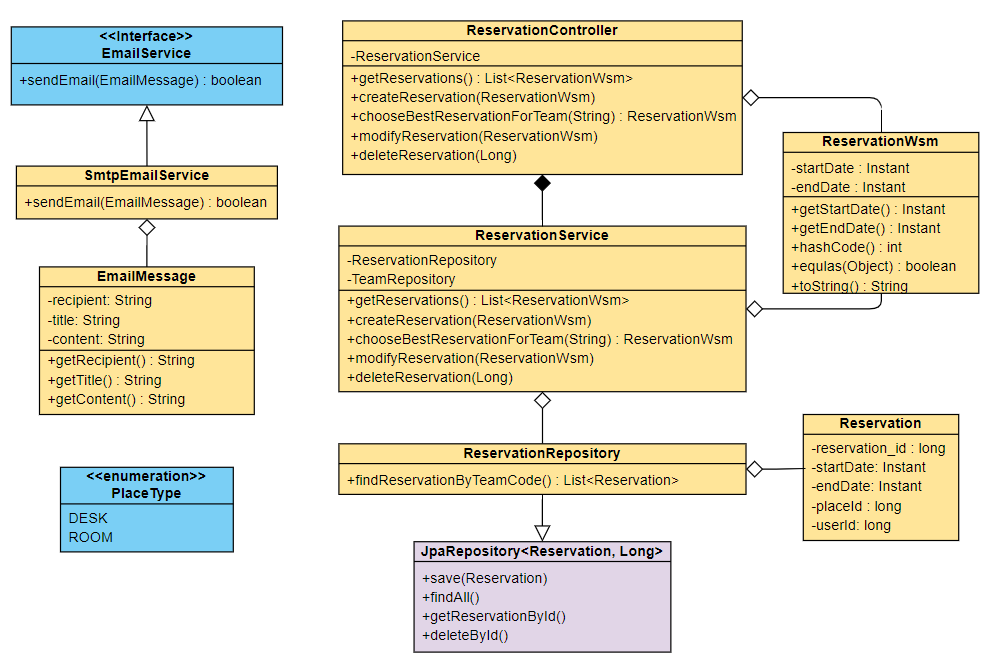 <<Interface>>
EmailService
+sendEmail(EmailMessage) : boolean
SmtpEmailService
+sendEmail(EmailMessage) : boolean
EmailMessage
-recipient: String
-title: String
-content: String
+getRecipient() : String
+getTitle() : String
+getContent() : String
<<enumeration>>
PlaceType
DESK
ROOM
ReservationController
-ReservationService
+getReservations() : List<ReservationWsm>
+createReservation(ReservationWsm)
+chooseBestReservationForTeam(String) : ReservationWsm
+modifyReservation(ReservationWsm)
+deleteReservation(Long)
ReservationService
-ReservationRepository
-TeamRepository
+getReservations() : List<ReservationWsm>
+createReservation(ReservationWsm)
+chooseBestReservationForTeam(String) : ReservationWsm
+modifyReservation(ReservationWsm)
+deleteReservation(Long)
ReservationRepository
+findReservationByTeamCode() : List<Reservation>
JpaRepository<Reservation, Long>
+save(Reservation)
+findAll()
+getReservationById()
+deleteById()
ReservationWsm
-startDate : Instant
-endDate : Instant
+getStartDate() : Instant
+getEndDate() : Instant
+hashCode() : int
+equlas(Object) : boolean
+toString() : String
Reservation
-reservation_id : long
-startDate: Instant
-endDate: Instant
-placeId : long
-userId: long